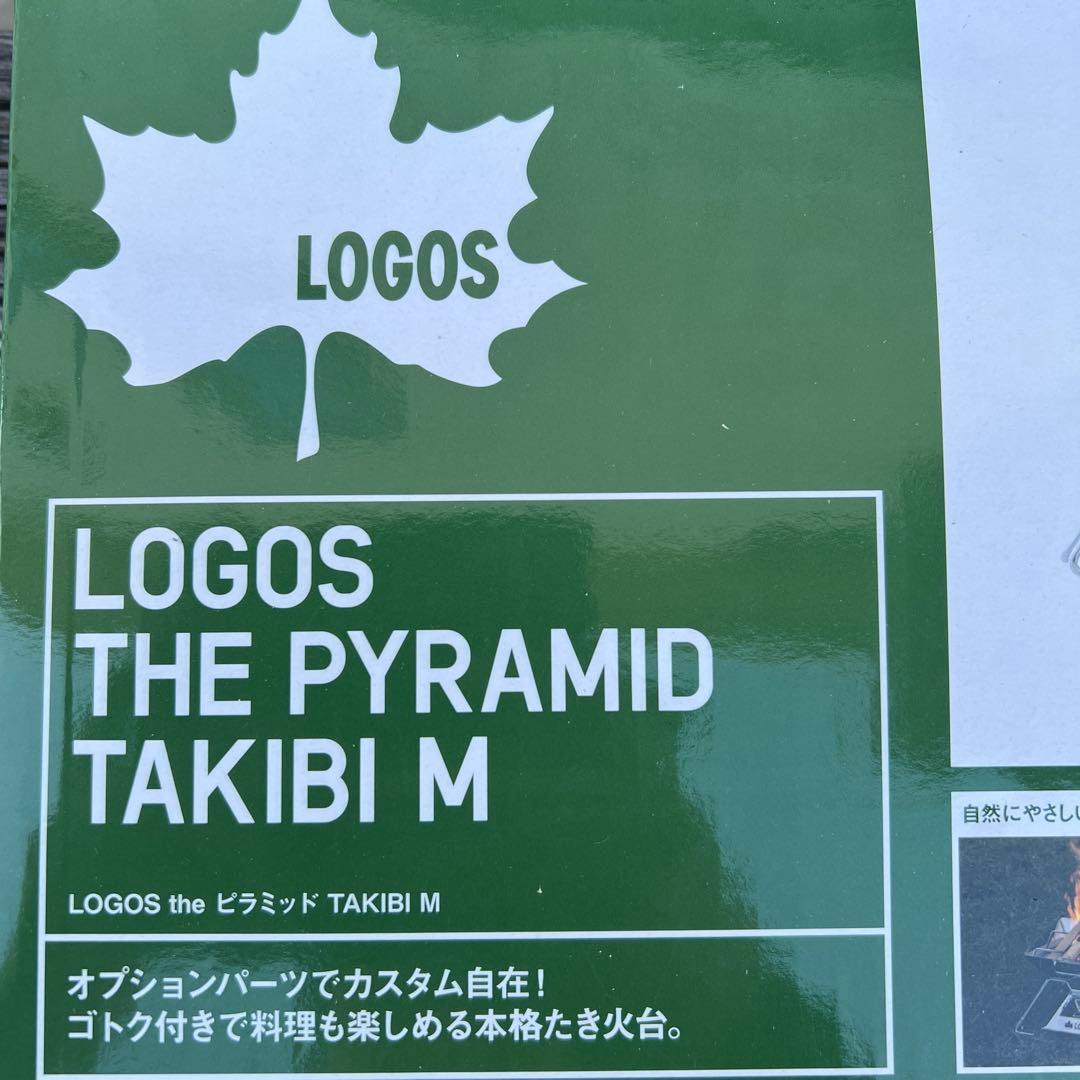 LOGOS
LOGOS
THE PYRAMID
TAKIBI M
LOGOS the ピラミッド TAKIBI M
オプションパーツでカスタム自在！
ゴトク付きで料理も楽しめる本格たき火台。
自然にやさしい